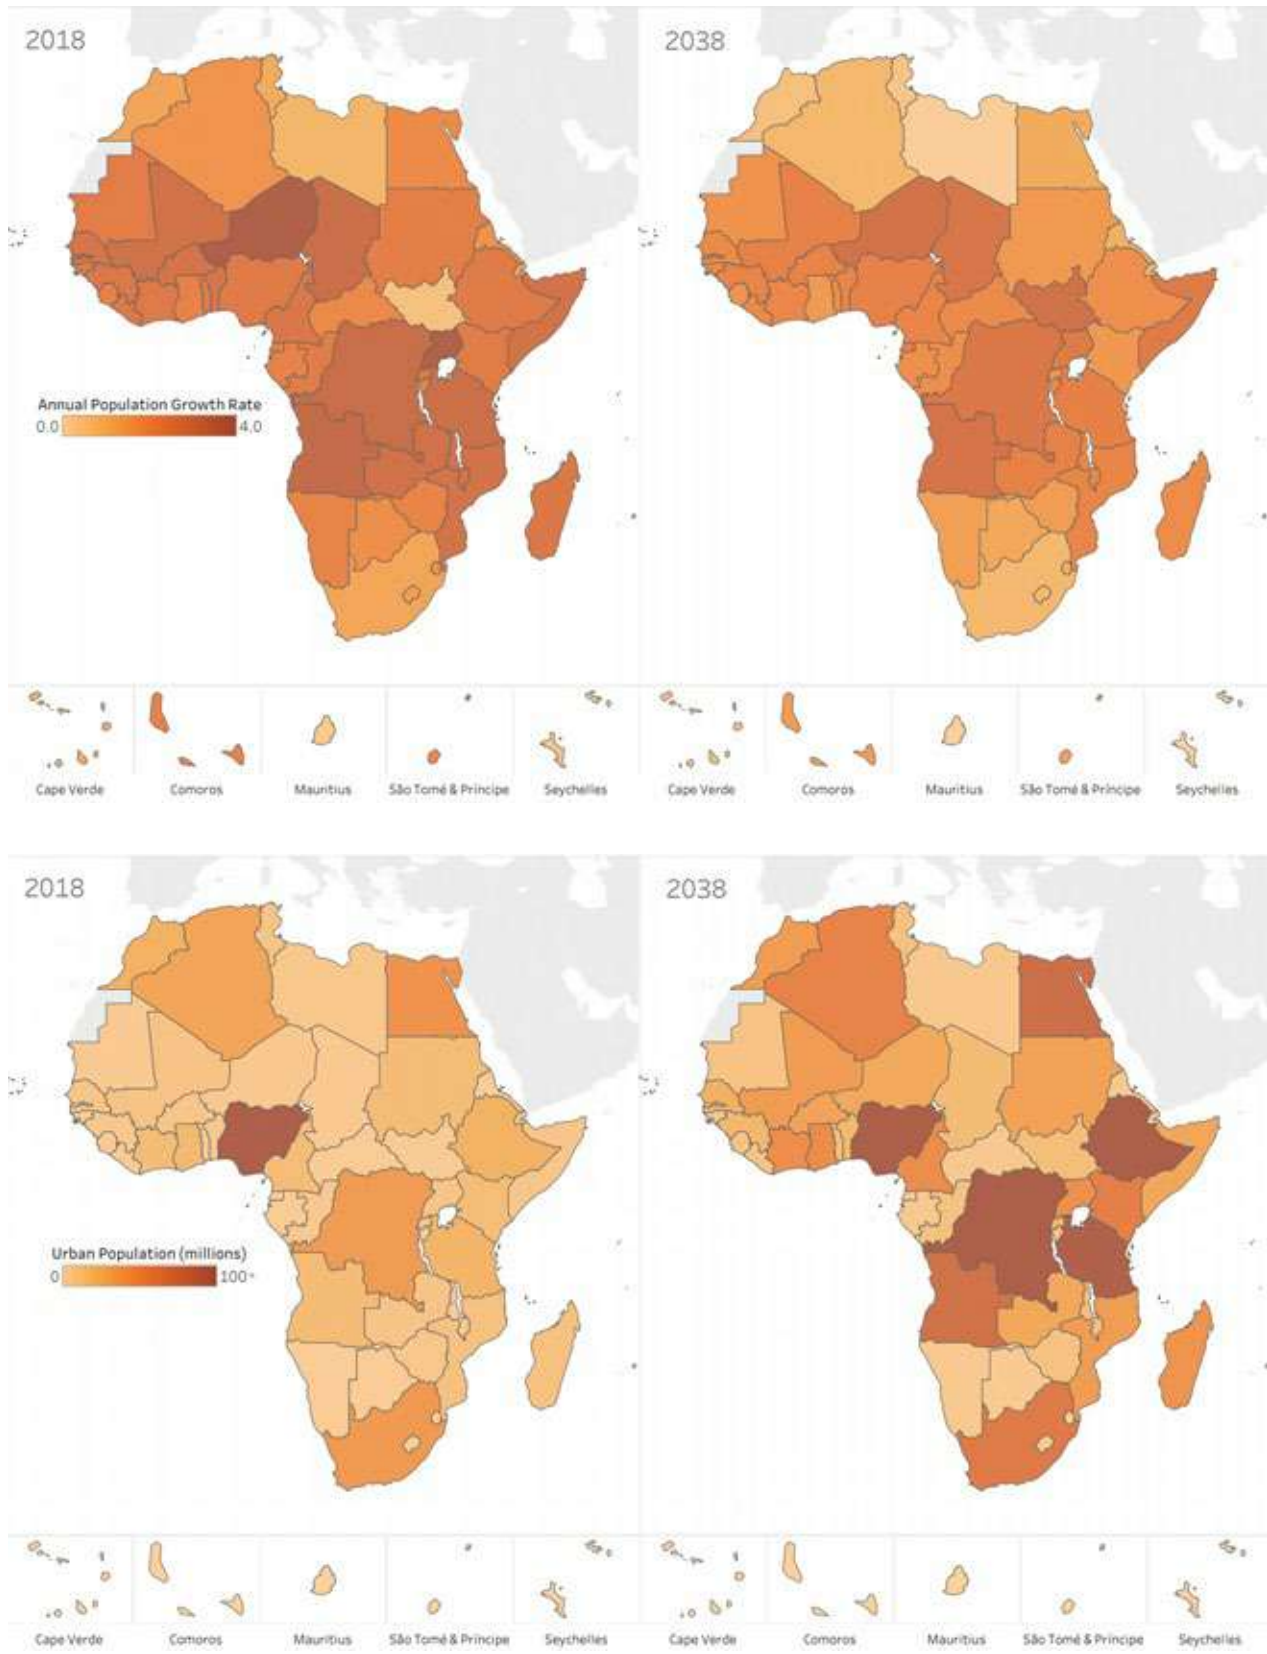 2018
2038
Annual Population Growth Rate
0.0 4.0
Cape Verde Comoros Mauritius São Tomé & Príncipe Seychelles
Cape Verde Comoros Mauritius São Tomé & Príncipe Seychelles
2018
2038
Urban Population (millions)
0 100+
Cape Verde Comoros Mauritius São Tomé & Príncipe Seychelles
Cape Verde Comoros Mauritius São Tomé & Príncipe Seychelles